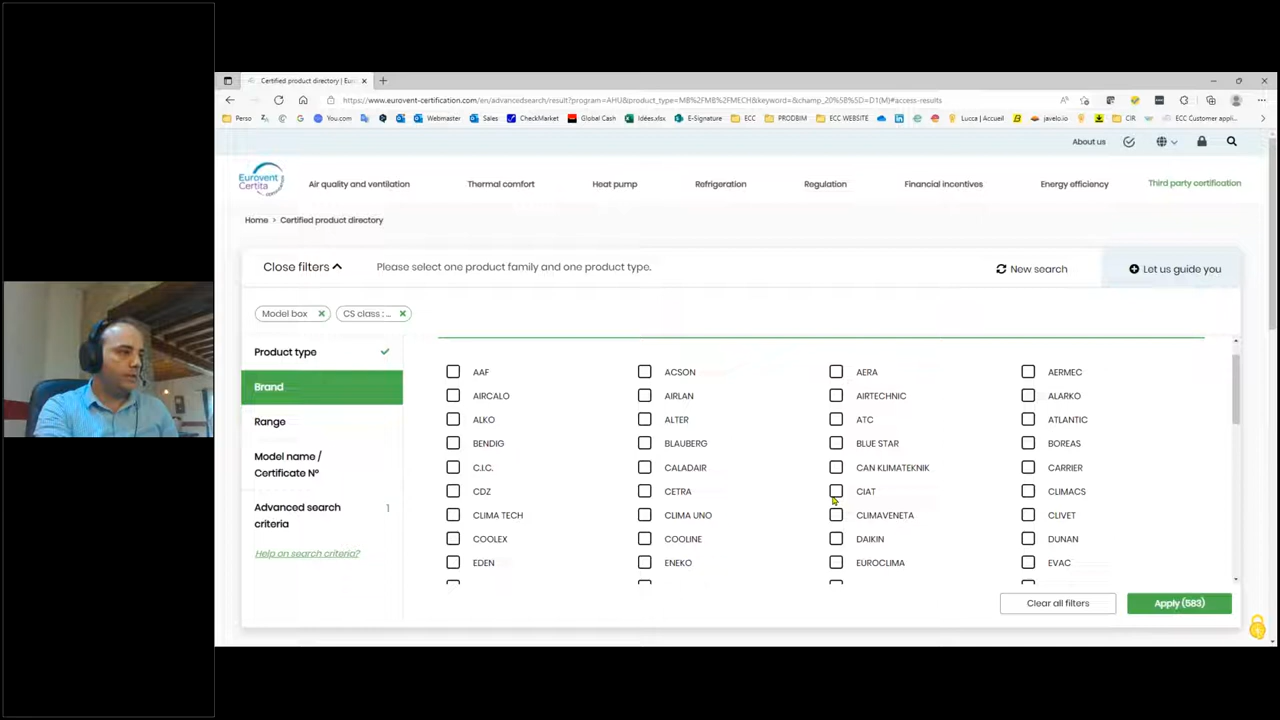 Certified product directory | Euro
https://www.eurovent-certification.com/en/advancedsearch/result?program=AHU&product_type=MB%2FMB%2FMECH&keyword=&champ_20%5B%5D=D1(M)#access-results
Perso You.com Webmaster Sales CheckMarket Global Cash Idées.xlsx E-Signature ECC PRODBIM ECC WEBSITE Lucca | Accueil javelo.io CIR ECC Customer appli...
About us
Eurovent
Certita
Air quality and ventilation Thermal comfort Heat pump Refrigeration Regulation Financial incentives Energy efficiency Third party certification
Home > Certified product directory
Close filters Please select one product family and one product type. New search Let us guide you
Model box CS class : ...
Product type
Brand
Range
Model name /
Certificate N°
Advanced search 1
criteria
Help on search criteria?
AAF ACSON AERA AERMEC
AIRCALO AIRLAN AIRTECHNIC ALARKO
ALKO ALTER ATC ATLANTIC
BENDIG BLAUBERG BLUE STAR BOREAS
C.I.C. CALADAIR CAN KLIMATEKNIK CARRIER
CDZ CETRA CIAT CLIMACS
CLIMA TECH CLIMA UNO CLIMAVENETA CLIVET
COOLEX COOLINE DAIKIN DUNAN
EDEN ENEKO EUROCLIMA EVAC
Clear all filters Apply (583)